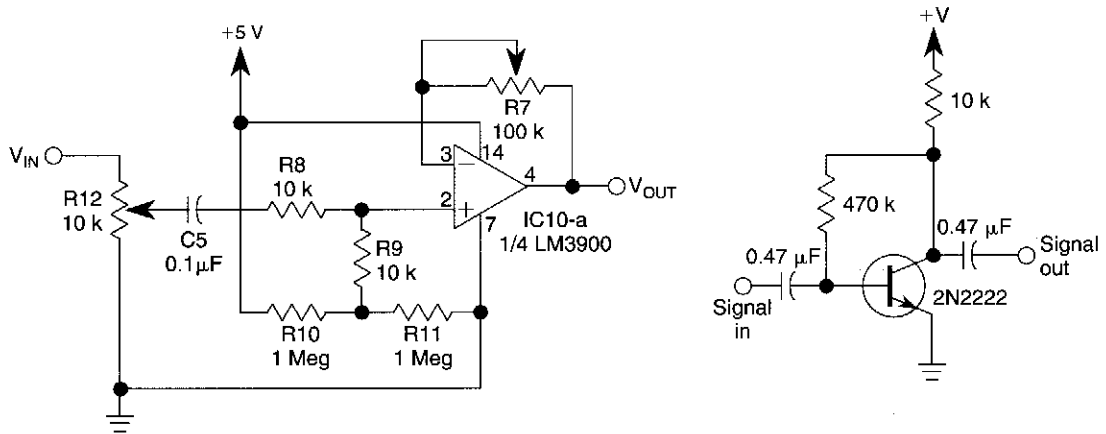 +5 V
R7
100 k
V_IN
R12
10 k
C5
0.1µF
R8
10 k
R9
10 k
3
14
−
2
+
4
7
V_OUT
IC10-a
1/4 LM3900
R10
1 Meg
R11
1 Meg
+V
10 k
470 k
0.47 µF
0.47 µF
Signal
in
Signal
out
2N2222